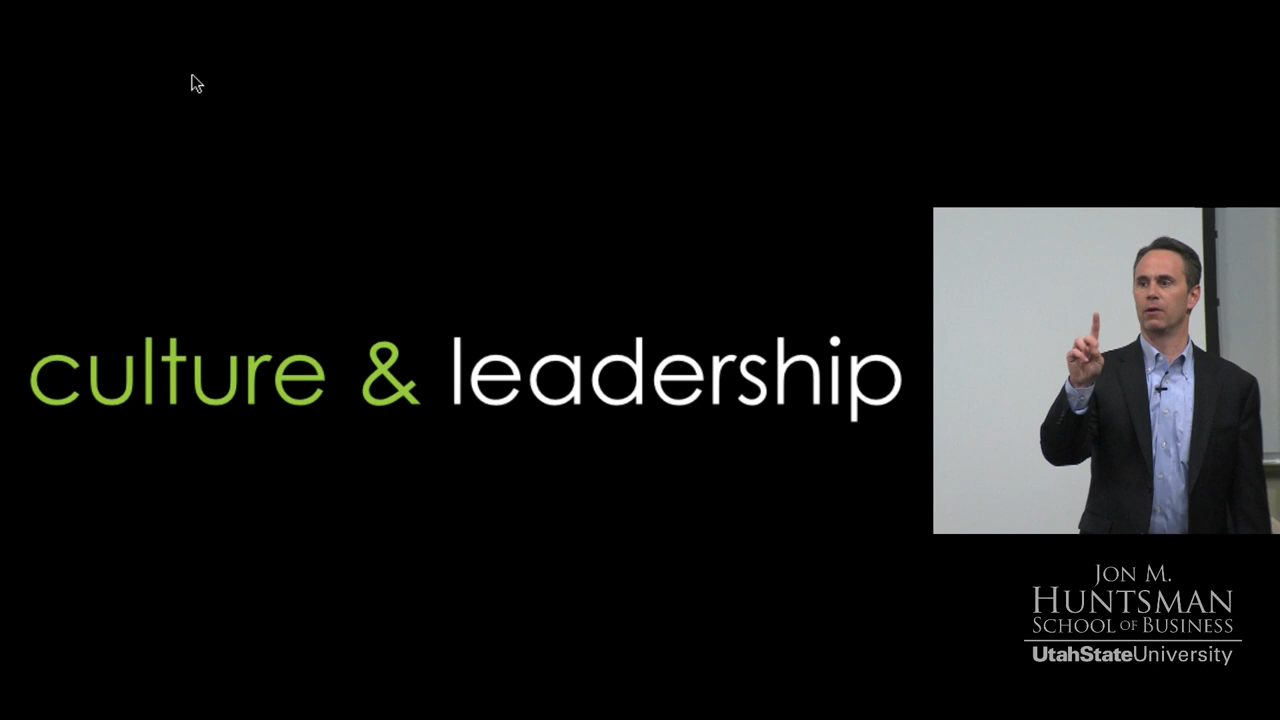 culture & leadership
JON M.
HUNTSMAN
SCHOOL OF BUSINESS
UtahStateUniversity